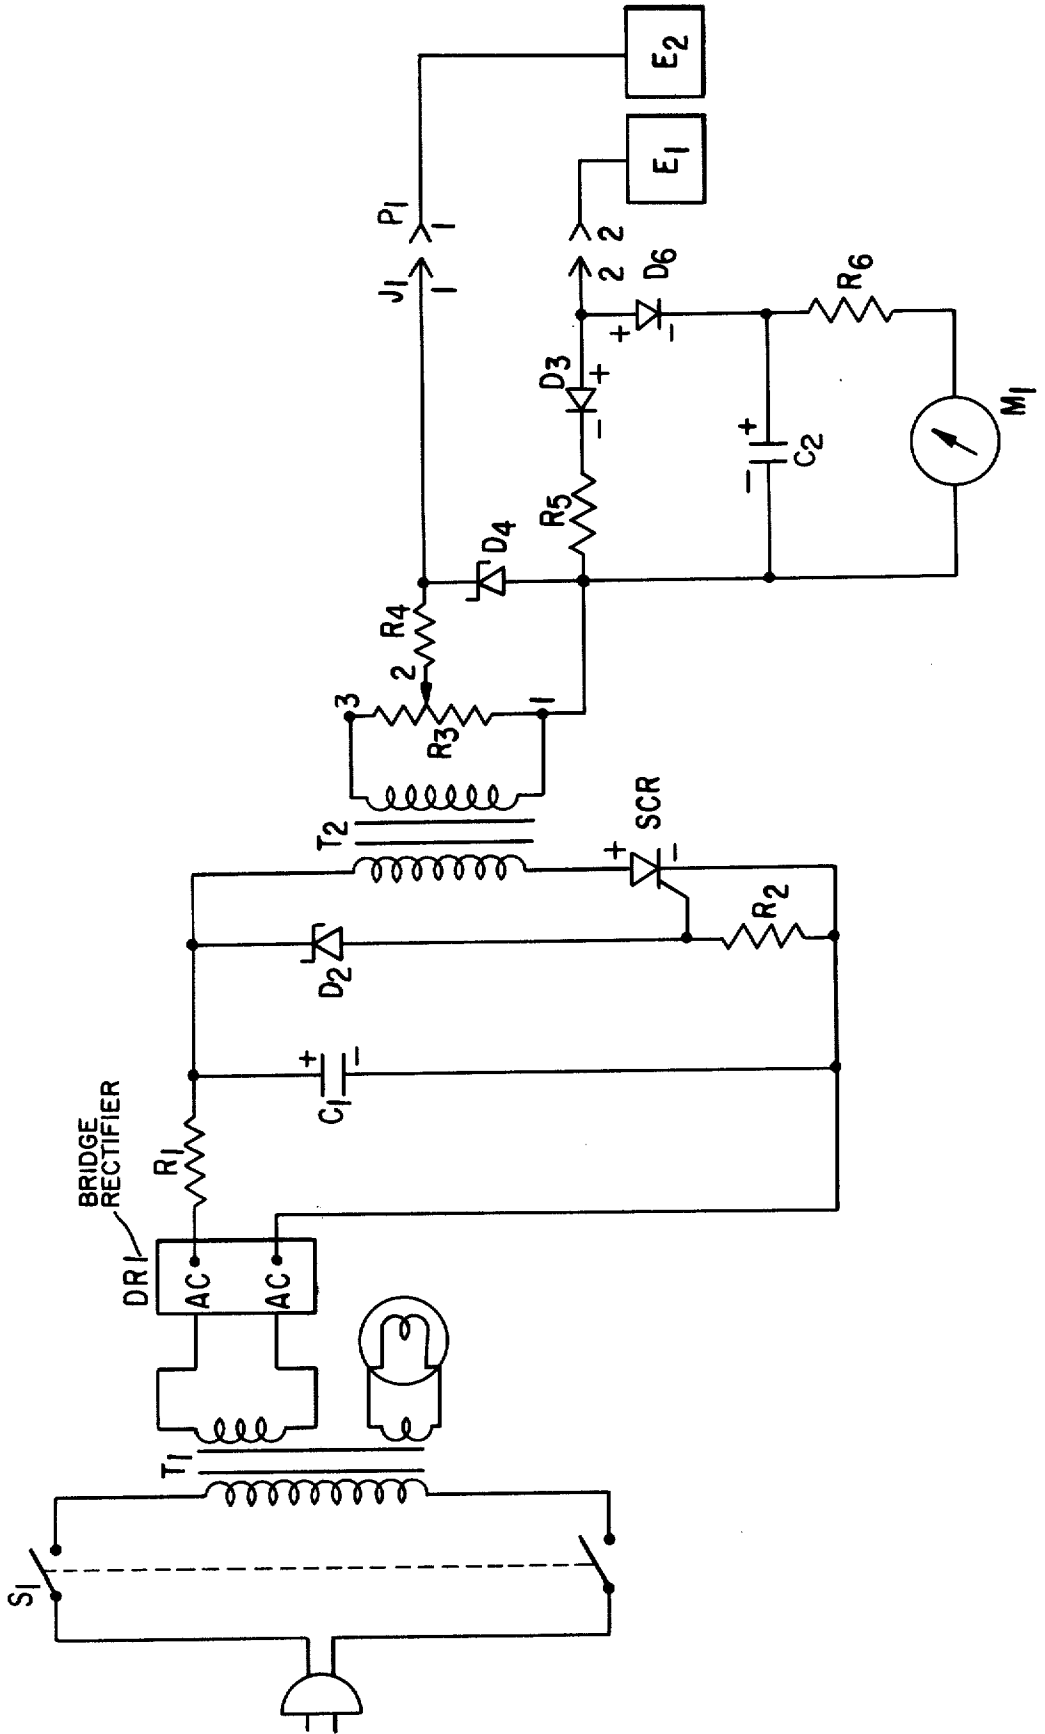 S1
T1
DR1
BRIDGE
RECTIFIER
AC
AC
R1
C1
+
−
D2
R2
SCR
+
−
T2
R3
3
2
1
R4
D4
R5
D3
−
+
J1
1
P1
1
2
2
D6
+
−
C2
−
+
R6
M1
E1
E2